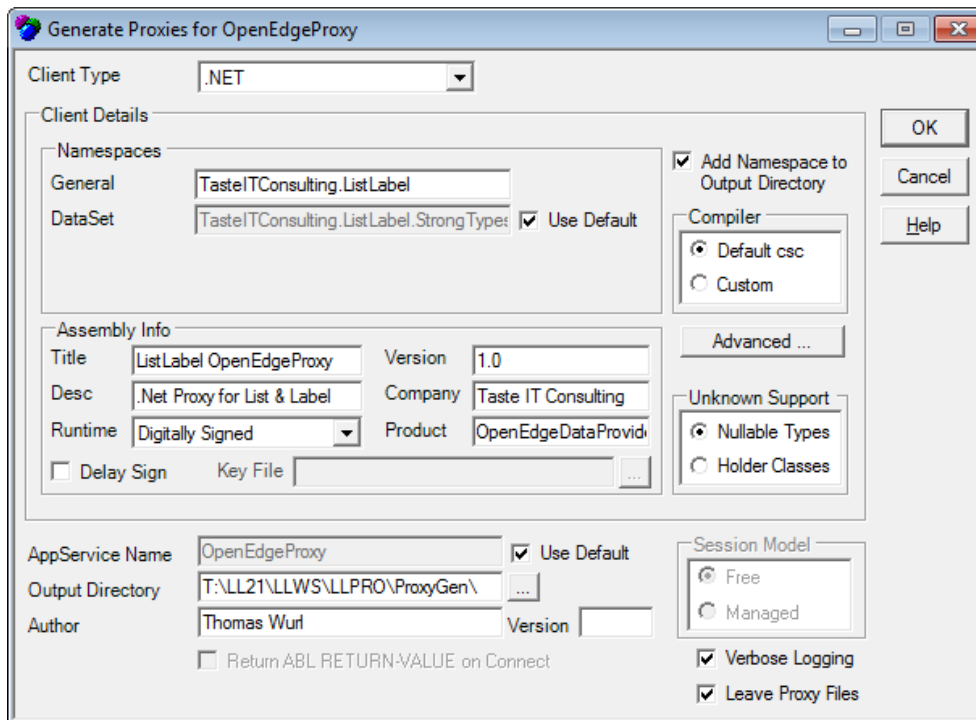 Generate Proxies for OpenEdgeProxy
Client Type .NET
Client Details
Namespaces
General TasteITConsulting.ListLabel
DataSet TasteITConsulting.ListLabel.StrongTypes Use Default
Add Namespace to
Output Directory
Compiler
Default csc
Custom
OK
Cancel
Help
Assembly Info
Title ListLabel OpenEdgeProxy Version 1.0
Desc .Net Proxy for List & Label Company Taste IT Consulting
Runtime Digitally Signed Product OpenEdgeDataProvid
Delay Sign Key File ...
Advanced ...
Unknown Support
Nullable Types
Holder Classes
AppService Name OpenEdgeProxy Use Default
Output Directory T:\LL21\LLWS\LLPRO\ProxyGen\ ...
Author Thomas Wurl Version
Return ABL RETURN-VALUE on Connect
Session Model
Free
Managed
Verbose Logging
Leave Proxy Files